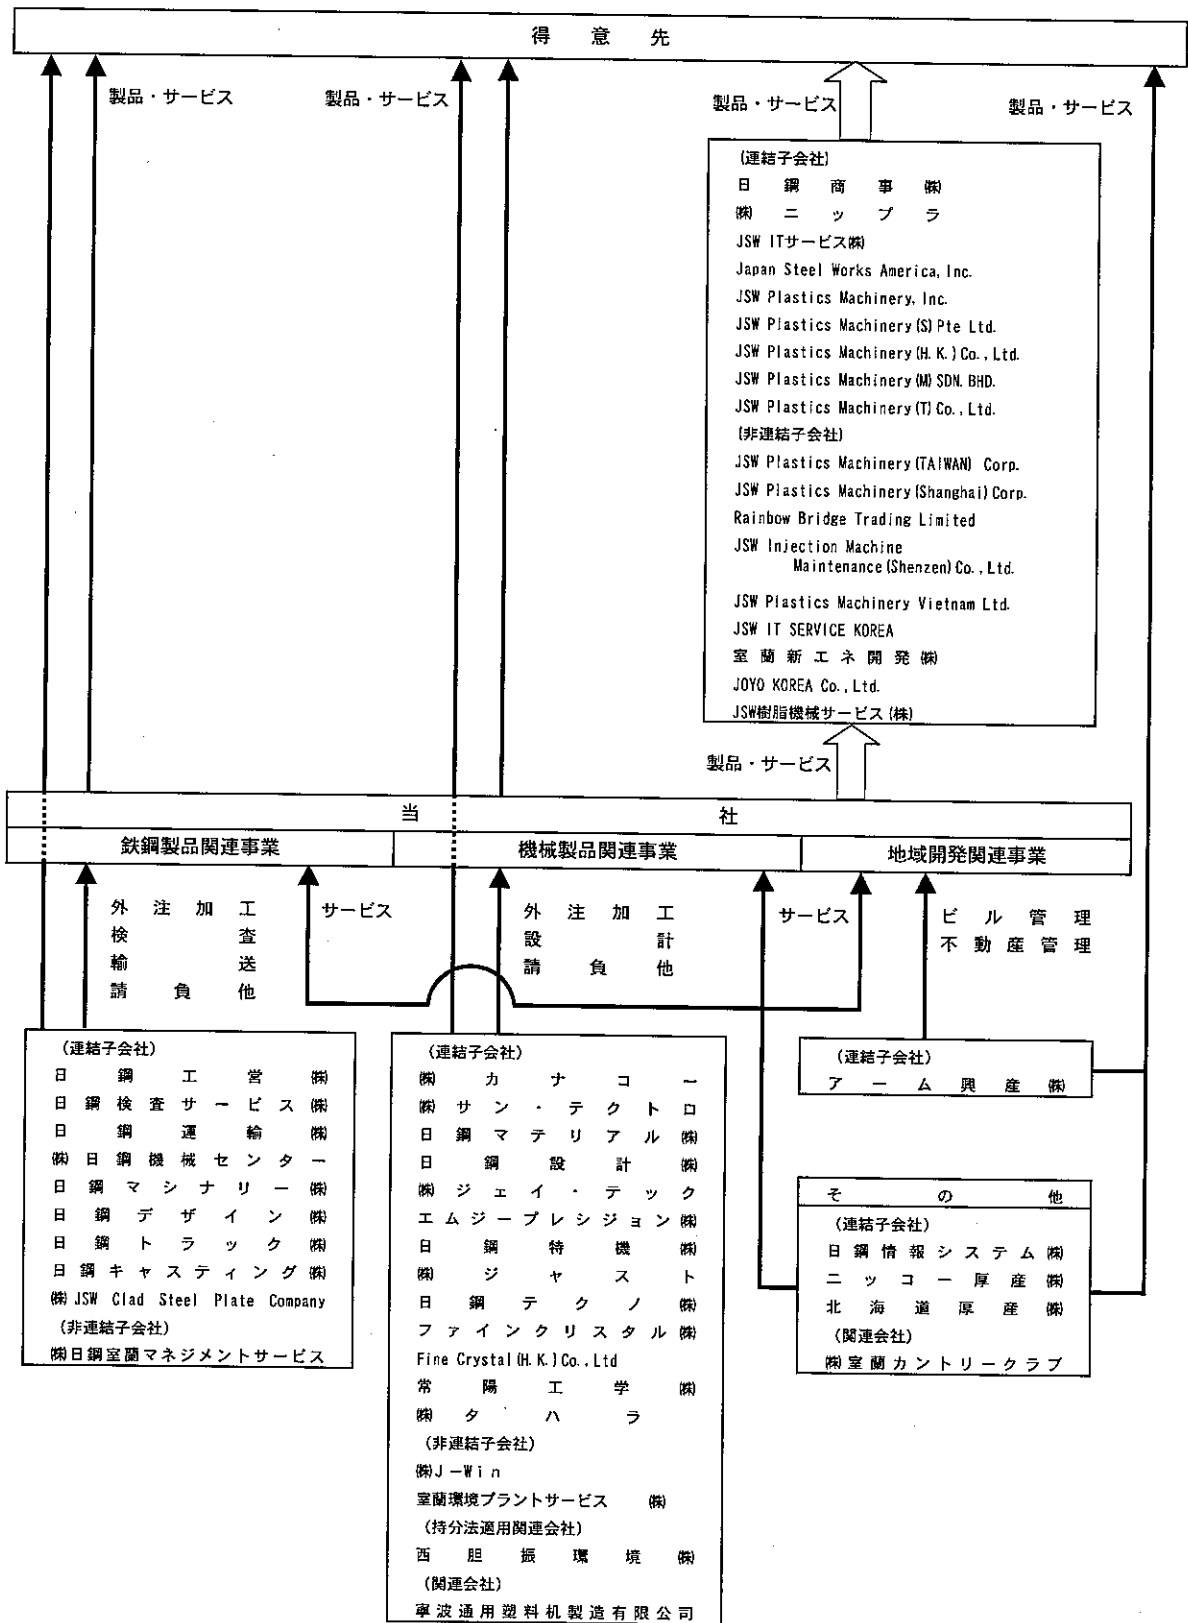 得意先
製品・サービス
製品・サービス
製品・サービス
製品・サービス
(連結子会社)
日鋼商事㈱
㈱ニップラ
JSW ITサービス㈱
Japan Steel Works America, Inc.
JSW Plastics Machinery, Inc.
JSW Plastics Machinery(S)Pte Ltd.
JSW Plastics Machinery(H.K.)Co.,Ltd.
JSW Plastics Machinery(M)SDN.BHD.
JSW Plastics Machinery(T)Co.,Ltd.
(非連結子会社)
JSW Plastics Machinery(TAIWAN) Corp.
JSW Plastics Machinery(Shanghai)Corp.
Rainbow Bridge Trading Limited
JSW Injection Machine
Maintenance(Shenzen)Co.,Ltd.
JSW Plastics Machinery Vietnam Ltd.
JSW IT SERVICE KOREA
室蘭新エネ開発㈱
JOYO KOREA Co.,Ltd.
JSW樹脂機械サービス(株)
製品・サービス
当社
鉄鋼製品関連事業
機械製品関連事業
地域開発関連事業
外注加工
検査
輸送
請負他
サービス
外注加工
設計
請負他
サービス
ビル管理
不動産管理
(連結子会社)
日鋼工営㈱
日鋼検査サービス㈱
日鋼運輸㈱
㈱日鋼機械センター
日鋼マシナリー㈱
日鋼デザイン㈱
日鋼トラック㈱
日鋼キャスティング㈱
㈱JSW Clad Steel Plate Company
(非連結子会社)
㈱日鋼室蘭マネジメントサービス
(連結子会社)
㈱カナコー
㈱サン・テクトロ
日鋼マテリアル㈱
日鋼設計㈱
㈱ジェイ・テック
エムジープレシジョン㈱
日鋼特機㈱
㈱ジャスト
日鋼テクノ㈱
ファインクリスタル㈱
Fine Crystal(H.K.)Co.,Ltd
常陽工学㈱
㈱タハラ
(非連結子会社)
㈱J－Win
室蘭環境プラントサービス ㈱
(持分法適用関連会社)
西胆振環境㈱
(関連会社)
寧波通用塑料机製造有限公司
(連結子会社)
アーム興産㈱
その他
(連結子会社)
日鋼情報システム㈱
ニッコー厚産㈱
北海道厚産㈱
(関連会社)
㈱室蘭カントリークラブ